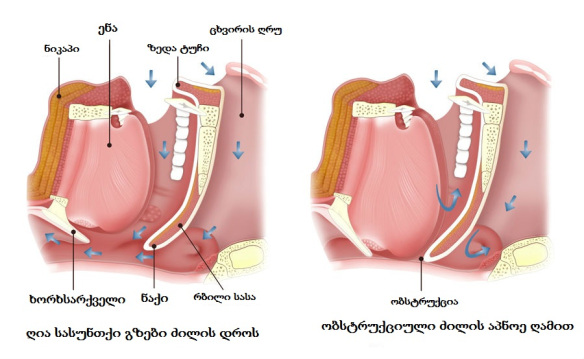 ენა
ცხვირის ღრუ
ნიკაპი
ზედა ტუჩი
ხორხსარქველი
ნაქი
რბილი სასა
ობსტრუქცია
ღია სასუნთქი გზები ძილის დროს
ობსტრუქციული ძილის აპნოე ღამით